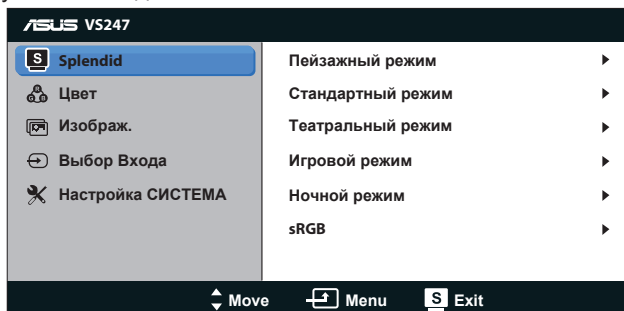 ASUS VS247
S Splendid
Цвет
Изображ.
Выбор Входа
Настройка СИСТЕМА
Пейзажный режим
Стандартный режим
Театральный режим
Игровой режим
Ночной режим
sRGB
Move Menu S Exit